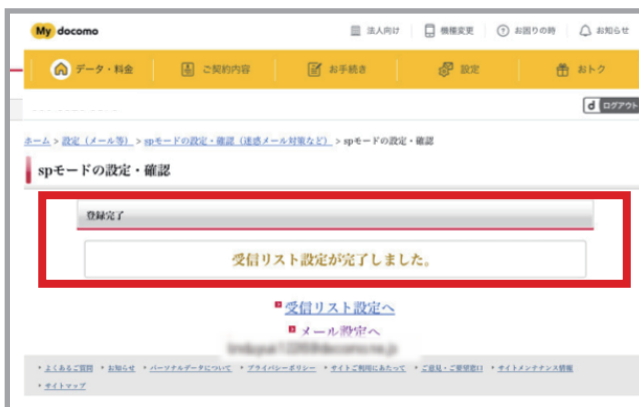 My docomo
法人向け 機種変更 お困りの時 お知らせ
データ・料金 ご契約内容 お手続き 設定 おトク
d ログアウト
ホーム > 設定（メール等） > spモードの設定・確認（迷惑メール対策など） > spモードの設定・確認
spモードの設定・確認
登録完了
受信リスト設定が完了しました。
受信リスト設定へ
メール設定へ
・よくあるご質問 ・お知らせ ・パーソナルデータについて ・プライバシーポリシー ・サイトご利用にあたって ・ご意見・ご要望窓口 ・サイトメンテナンス情報
・サイトマップ